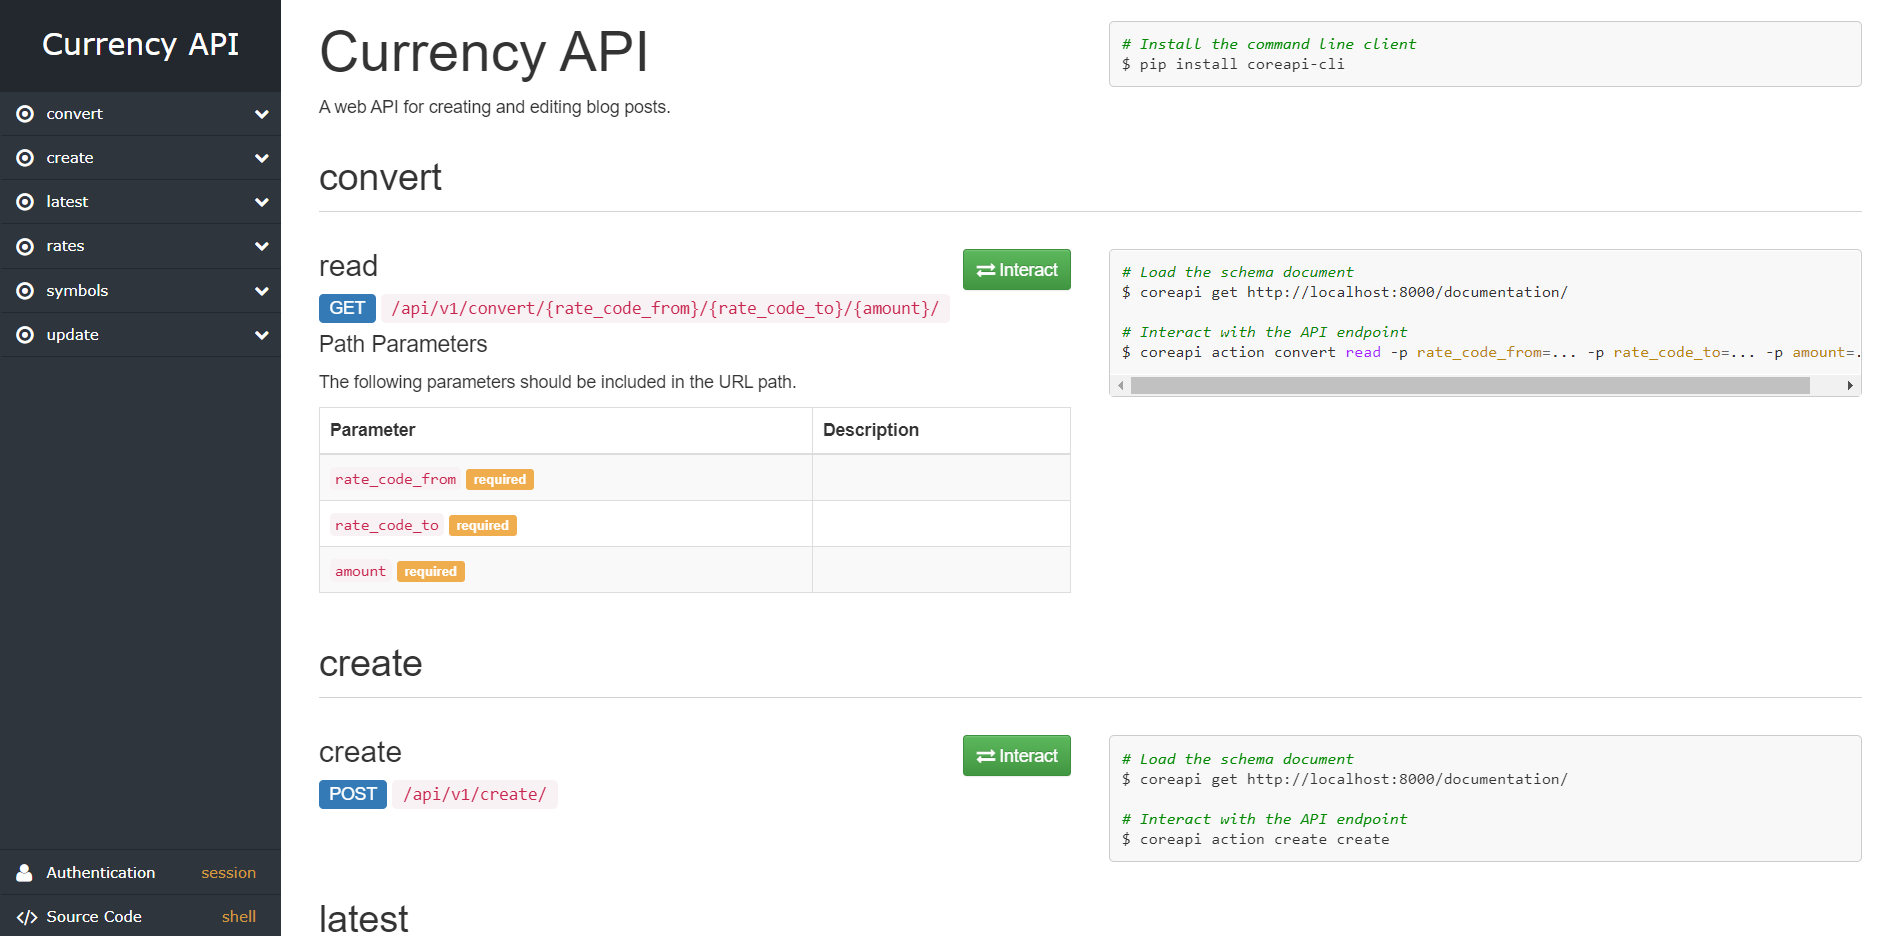 Currency API
convert
create
latest
rates
symbols
update
Authentication session
Source Code shell
Currency API
A web API for creating and editing blog posts.
# Install the command line client
$ pip install coreapi-cli
convert
read
Interact
GET /api/v1/convert/{rate_code_from}/{rate_code_to}/{amount}/
Path Parameters
The following parameters should be included in the URL path.
Parameter Description
rate_code_from required
rate_code_to required
amount required
# Load the schema document
$ coreapi get http://localhost:8000/documentation/
# Interact with the API endpoint
$ coreapi action convert read -p rate_code_from=... -p rate_code_to=... -p amount=.
create
create
Interact
POST /api/v1/create/
# Load the schema document
$ coreapi get http://localhost:8000/documentation/
# Interact with the API endpoint
$ coreapi action create create
latest